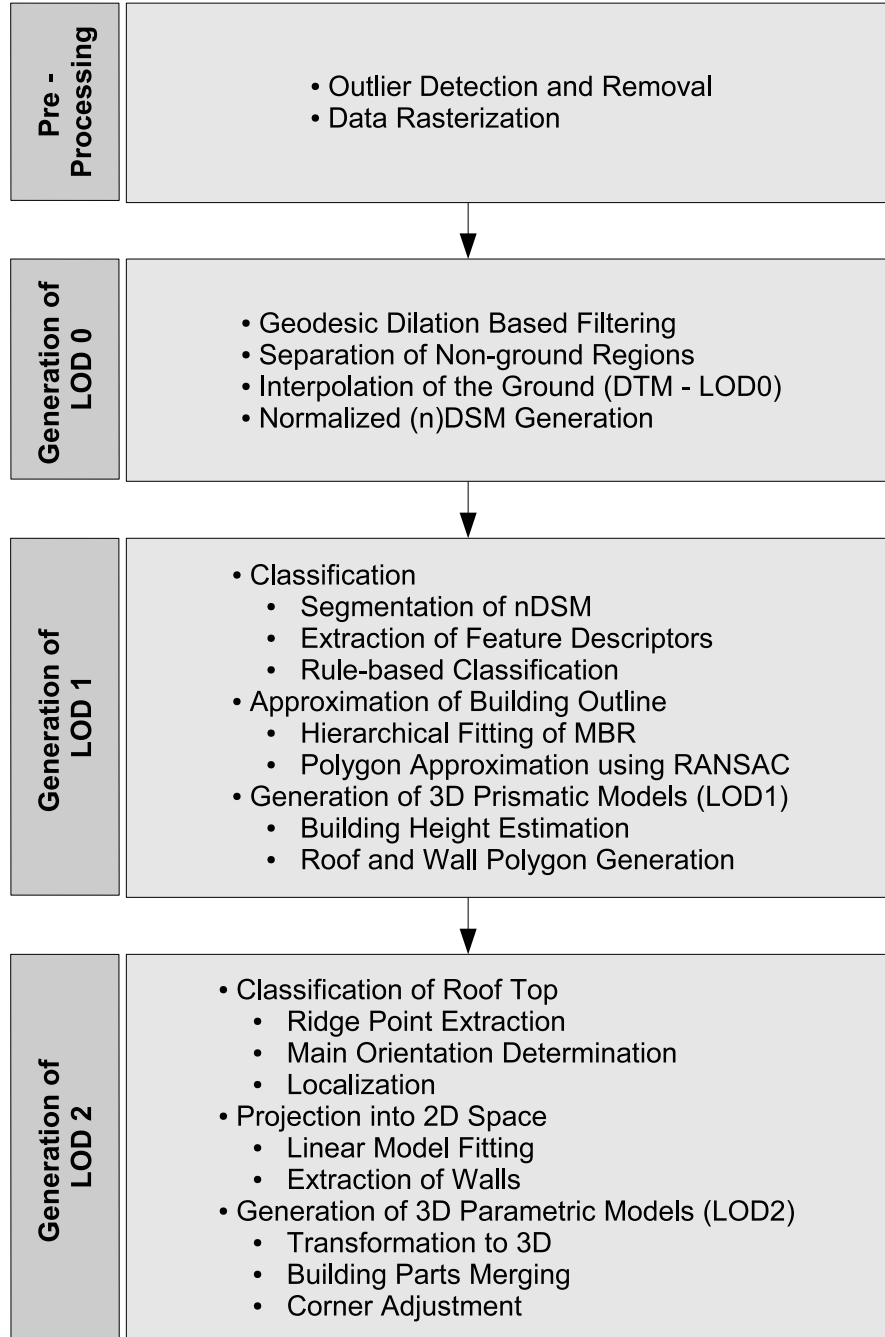 Pre -
Processing
• Outlier Detection and Removal
• Data Rasterization
Generation of
LOD 0
• Geodesic Dilation Based Filtering
• Separation of Non-ground Regions
• Interpolation of the Ground (DTM - LOD0)
• Normalized (n)DSM Generation
Generation of
LOD 1
• Classification
• Segmentation of nDSM
• Extraction of Feature Descriptors
• Rule-based Classification
• Approximation of Building Outline
• Hierarchical Fitting of MBR
• Polygon Approximation using RANSAC
• Generation of 3D Prismatic Models (LOD1)
• Building Height Estimation
• Roof and Wall Polygon Generation
Generation of
LOD 2
• Classification of Roof Top
• Ridge Point Extraction
• Main Orientation Determination
• Localization
• Projection into 2D Space
• Linear Model Fitting
• Extraction of Walls
• Generation of 3D Parametric Models (LOD2)
• Transformation to 3D
• Building Parts Merging
• Corner Adjustment